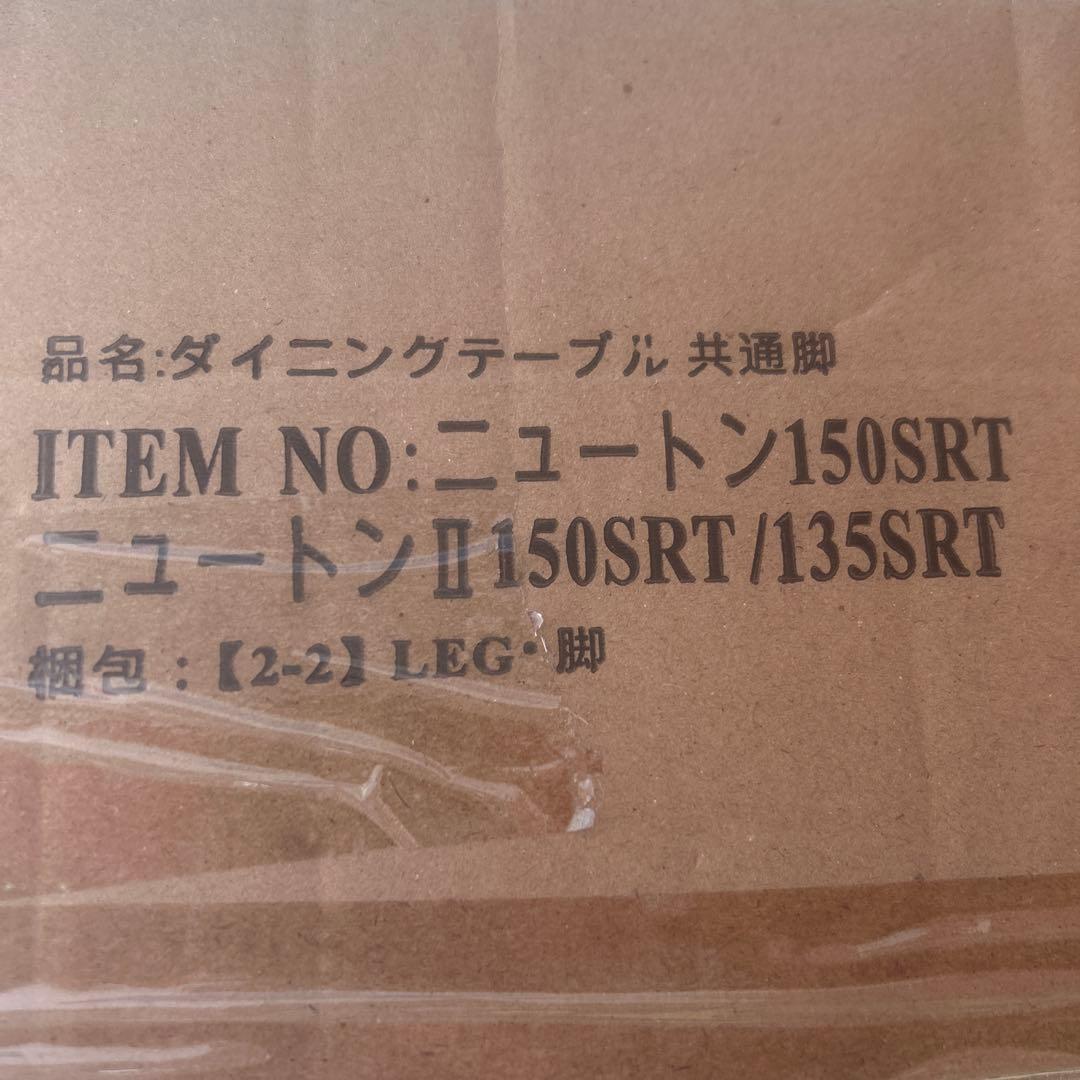 品名:ダイニングテーブル 共通脚
ITEM NO:ニュートン150SRT
ニュートンⅡ150SRT/135SRT
梱包:【2-2】LEG・脚